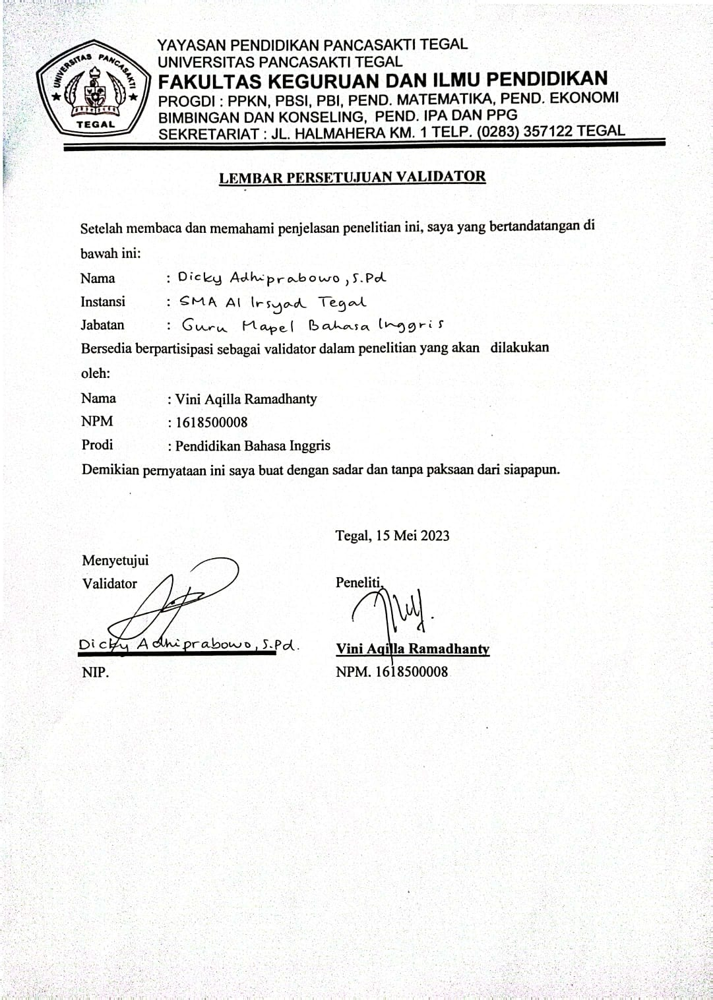 UNIVERSITAS PANCASAKTI
TEGAL
YAYASAN PENDIDIKAN PANCASAKTI TEGAL
UNIVERSITAS PANCASAKTI TEGAL
FAKULTAS KEGURUAN DAN ILMU PENDIDIKAN
PROGDI : PPKN, PBSI, PBI, PEND. MATEMATIKA, PEND. EKONOMI
BIMBINGAN DAN KONSELING, PEND. IPA DAN PPG
SEKRETARIAT : JL. HALMAHERA KM. 1 TELP. (0283) 357122 TEGAL
LEMBAR PERSETUJUAN VALIDATOR
Setelah membaca dan memahami penjelasan penelitian ini, saya yang bertandatangan di
bawah ini:
Nama : Dicky Adhiprabowo, S.Pd
Instansi : SMA Al Irsyad Tegal
Jabatan : Guru Mapel Bahasa Inggris
Bersedia berpartisipasi sebagai validator dalam penelitian yang akan dilakukan
oleh:
Nama : Vini Aqilla Ramadhanty
NPM : 1618500008
Prodi : Pendidikan Bahasa Inggris
Demikian pernyataan ini saya buat dengan sadar dan tanpa paksaan dari siapapun.
Tegal, 15 Mei 2023
Menyetujui
Validator
Dicky Adhiprabowo, S.Pd.
NIP.
Peneliti,
Vini Aqilla Ramadhanty
NPM. 1618500008